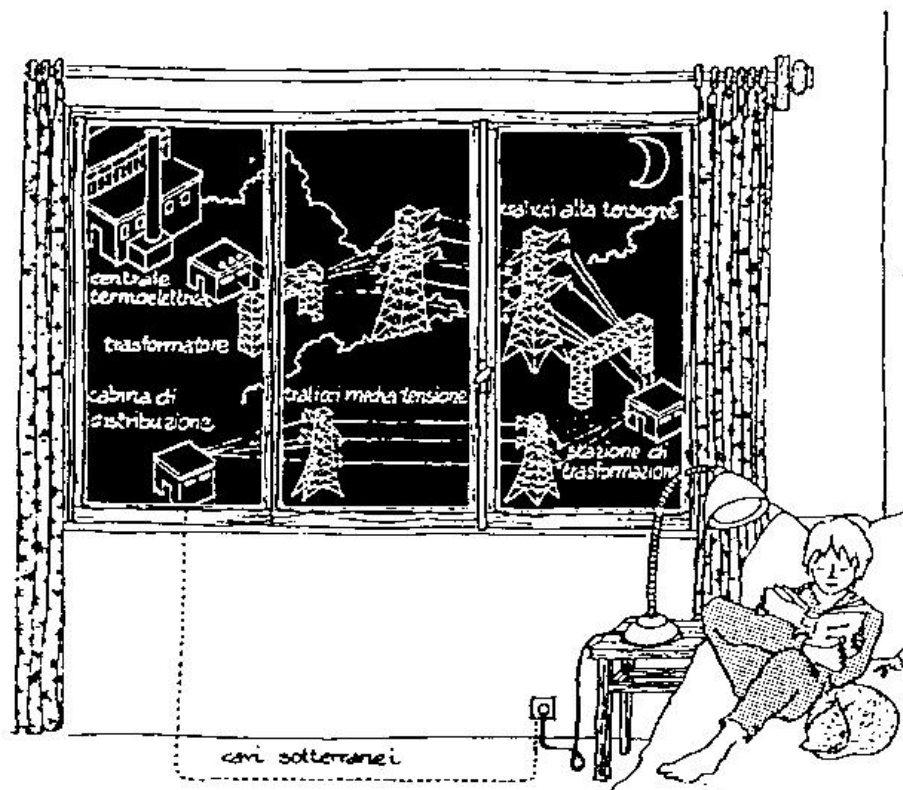 centrale
termoelettrica
trasformatore
cabina di
distribuzione
tralicci media tensione
tralicci alta tensione
stazione di
trasformazione
cavi sotterranei